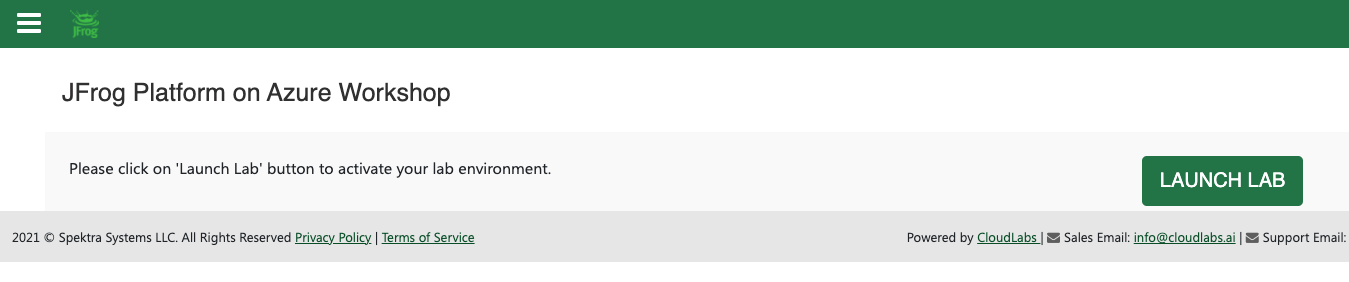 JFrog
JFrog Platform on Azure Workshop
Please click on 'Launch Lab' button to activate your lab environment.
LAUNCH LAB
2021 © Spektra Systems LLC. All Rights Reserved Privacy Policy | Terms of Service
Powered by CloudLabs | Sales Email: info@cloudlabs.ai | Support Email: